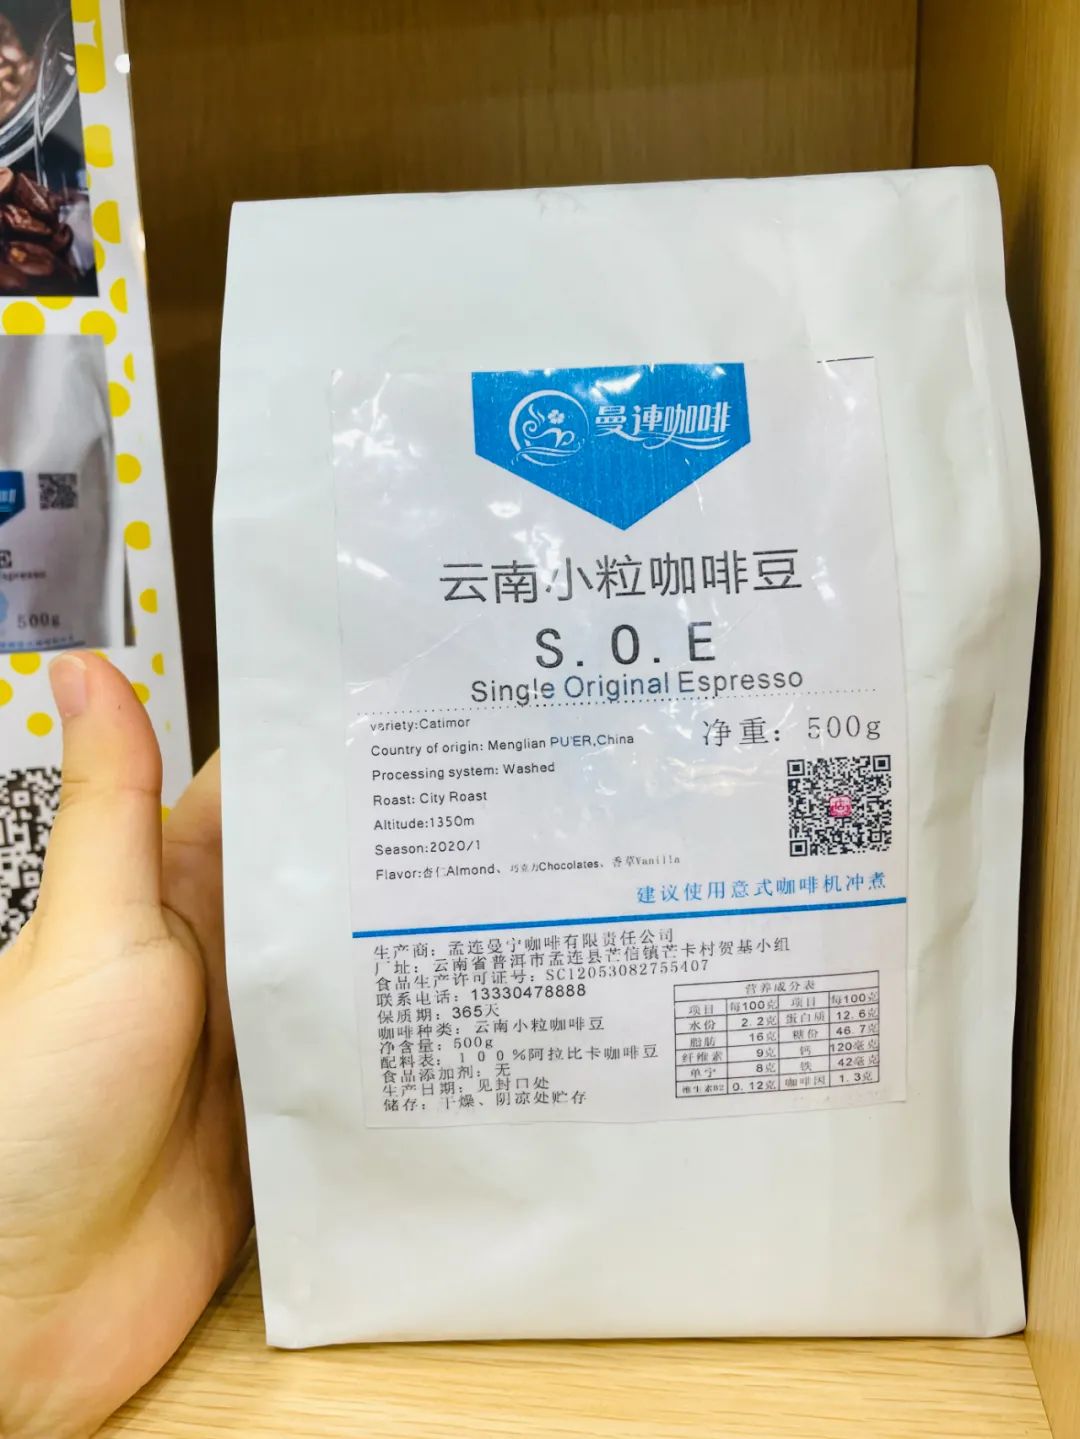 曼連咖啡
云南小粒咖啡豆
S.O.E
Single Original Espresso
variety:Catimor
净重：500g
Country of origin: Menglian PU'ER,China
Processing system: Washed
Roast: City Roast
Altitude:1350m
Season:2020/1
Flavor:杏仁Almond、巧克力Chocolates、香草Vanilla
建议使用意式咖啡机冲煮
生产商：孟连曼宁咖啡有限责任公司
厂址：云南省普洱市孟连县芒信镇芒卡村贺基小组
食品生产许可证号：SC12053082755407
联系电话：13330478888
保质期：365天
咖啡种类：云南小粒咖啡豆
净含量：500g
配料表：100%阿拉比卡咖啡豆
食品添加剂：无
生产日期：见封口处
储存：干燥、阴凉处贮存
营养成分表
项目 每100克 项目 每100克
水份 2.2克 蛋白质 12.6克
脂肪 16克 糖份 46.7克
纤维素 9克 钙 120毫克
单宁 8克 铁 42毫克
维生素B2 0.12克 咖啡因 1.3克
E
spresso
500g